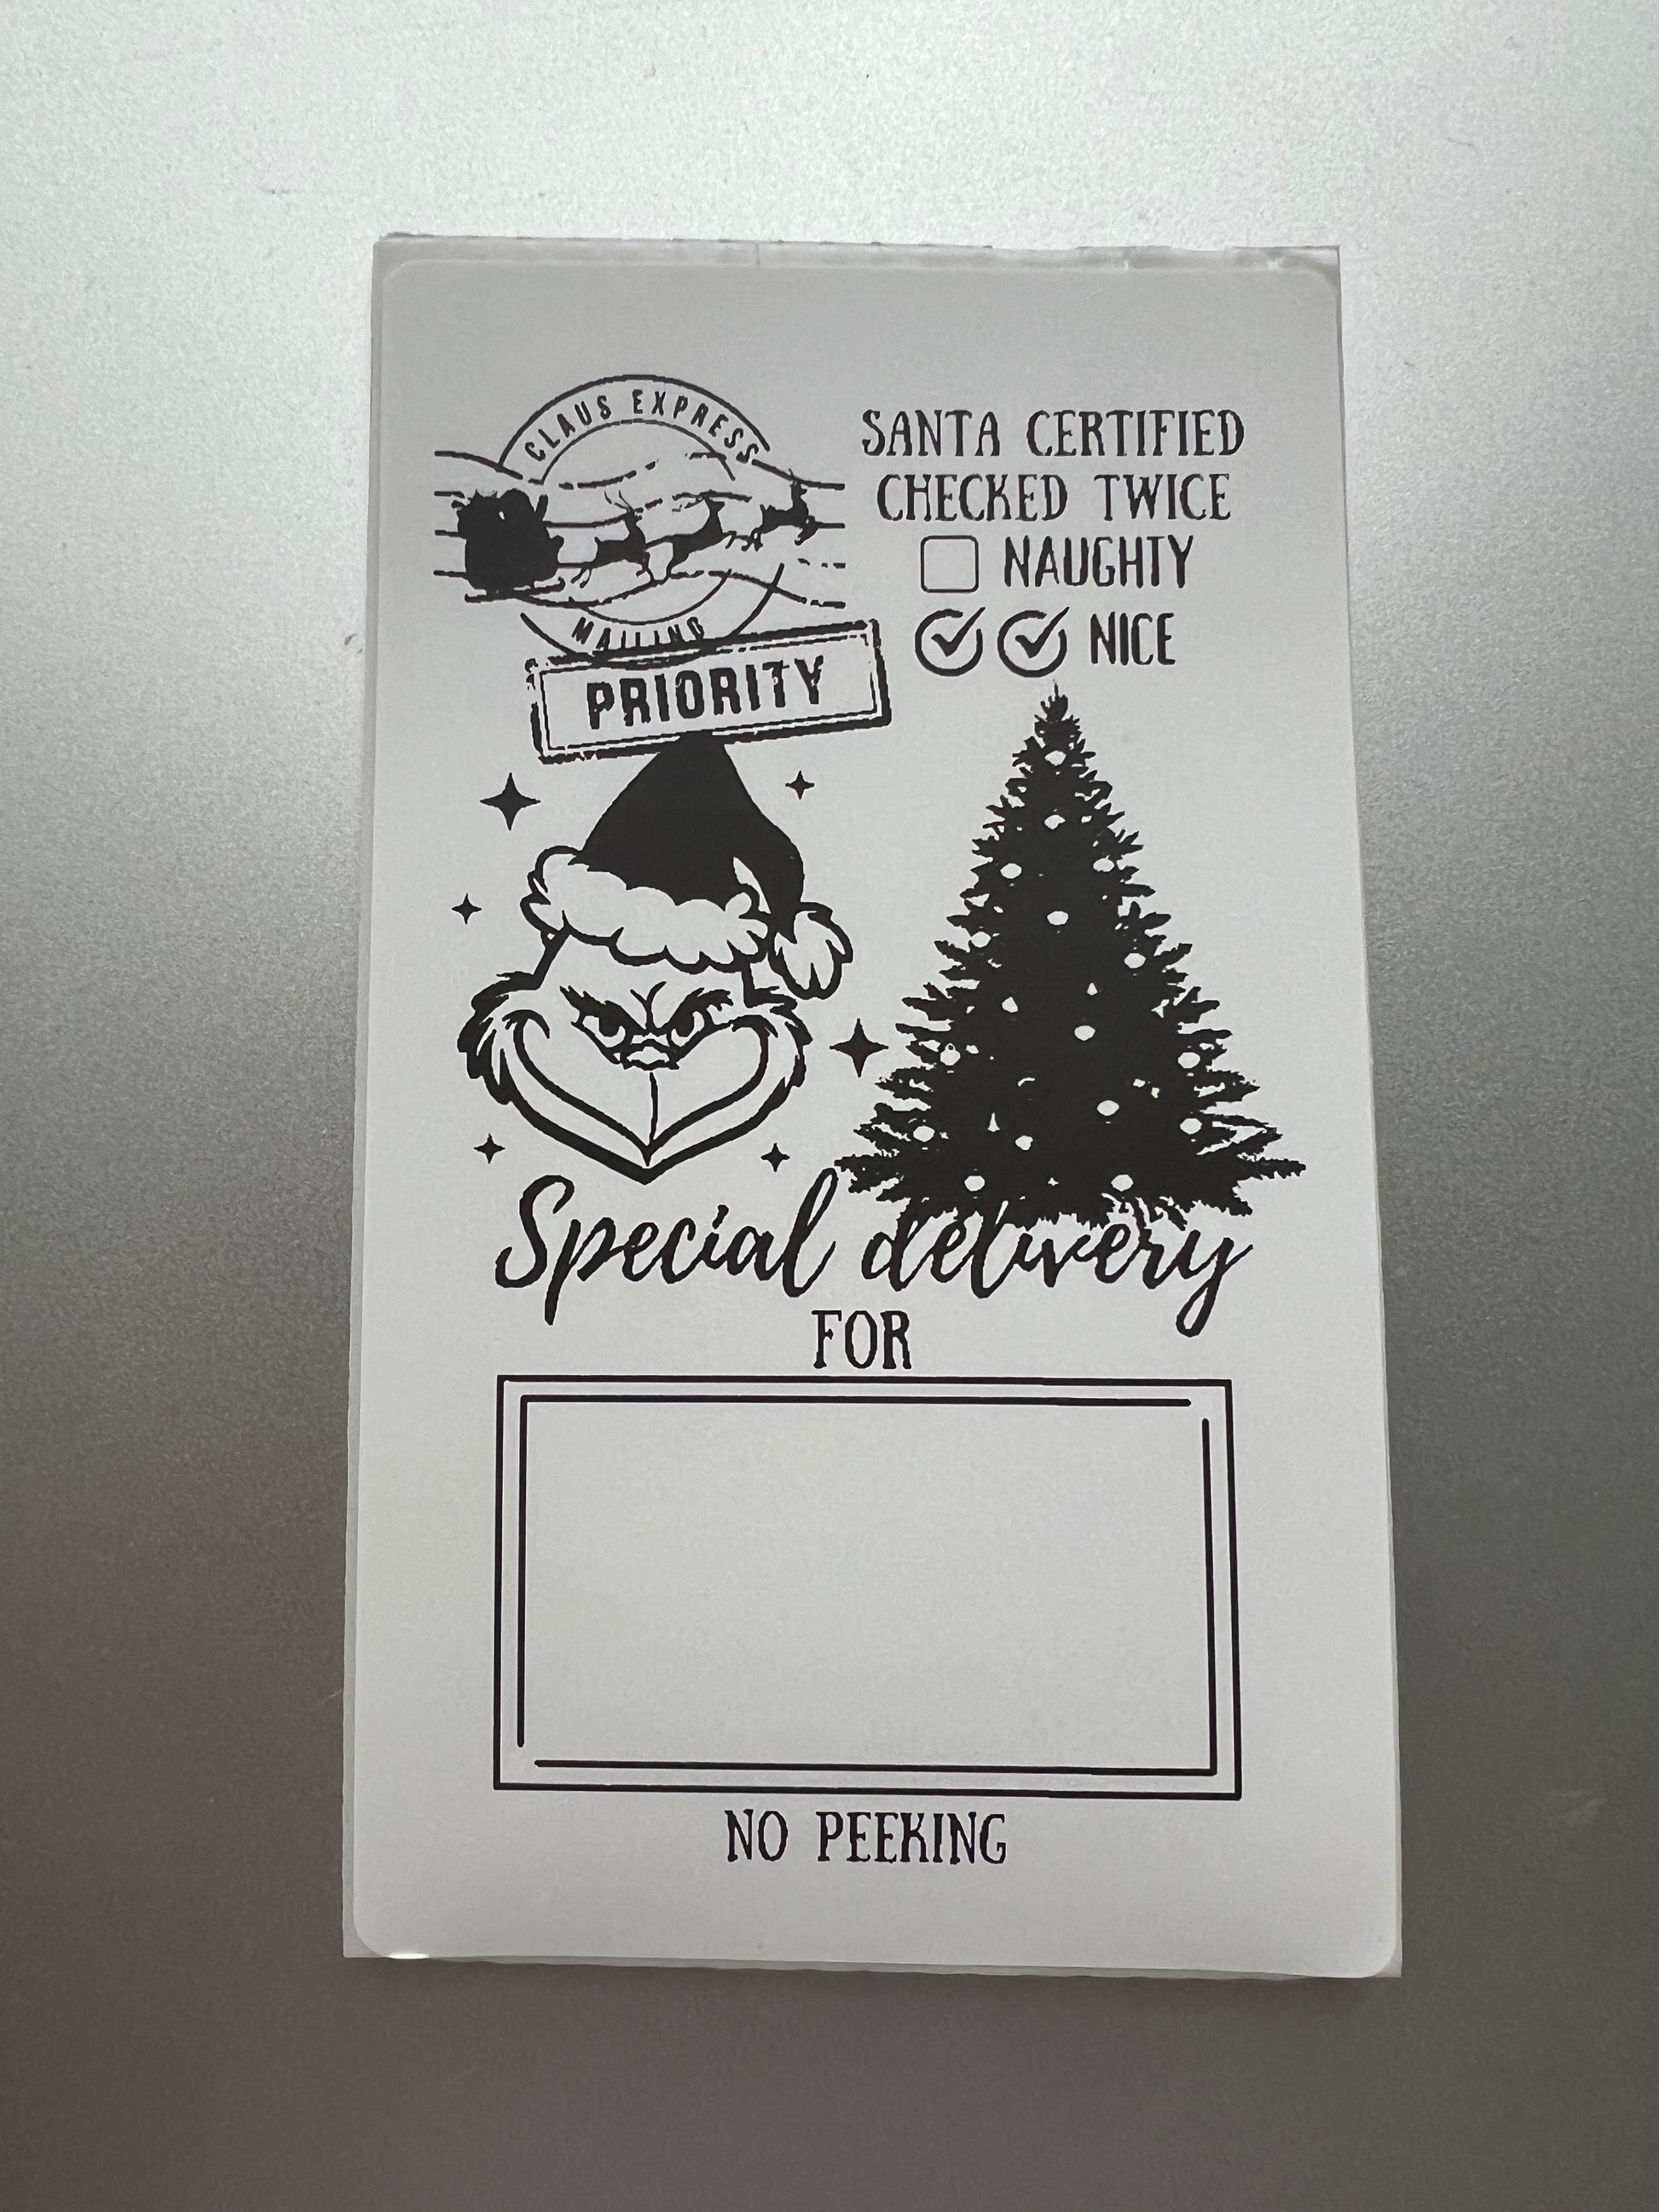 CLAUS EXPRESS
MAILING
PRIORITY
SANTA CERTIFIED
CHECKED TWICE
NAUGHTY
NICE
Special delivery
FOR
NO PEEKING